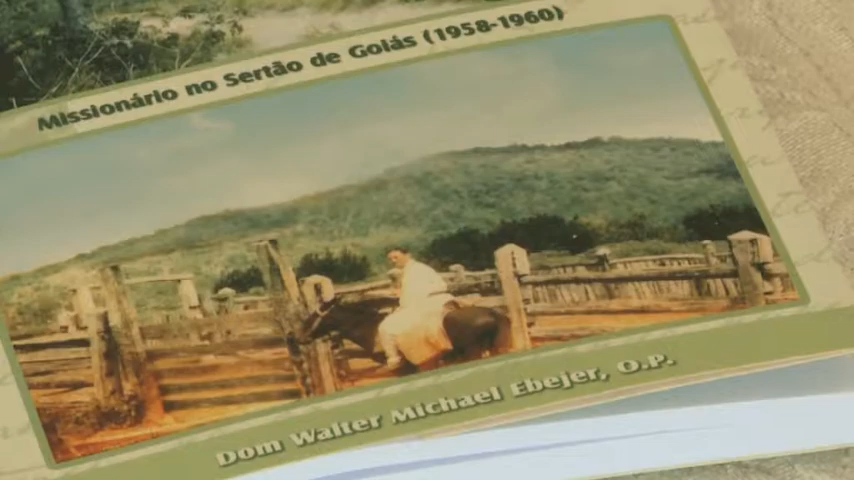 Missionário no Sertão de Goiás (1958-1960)
Dom Walter Michael Ebejer, O.P.